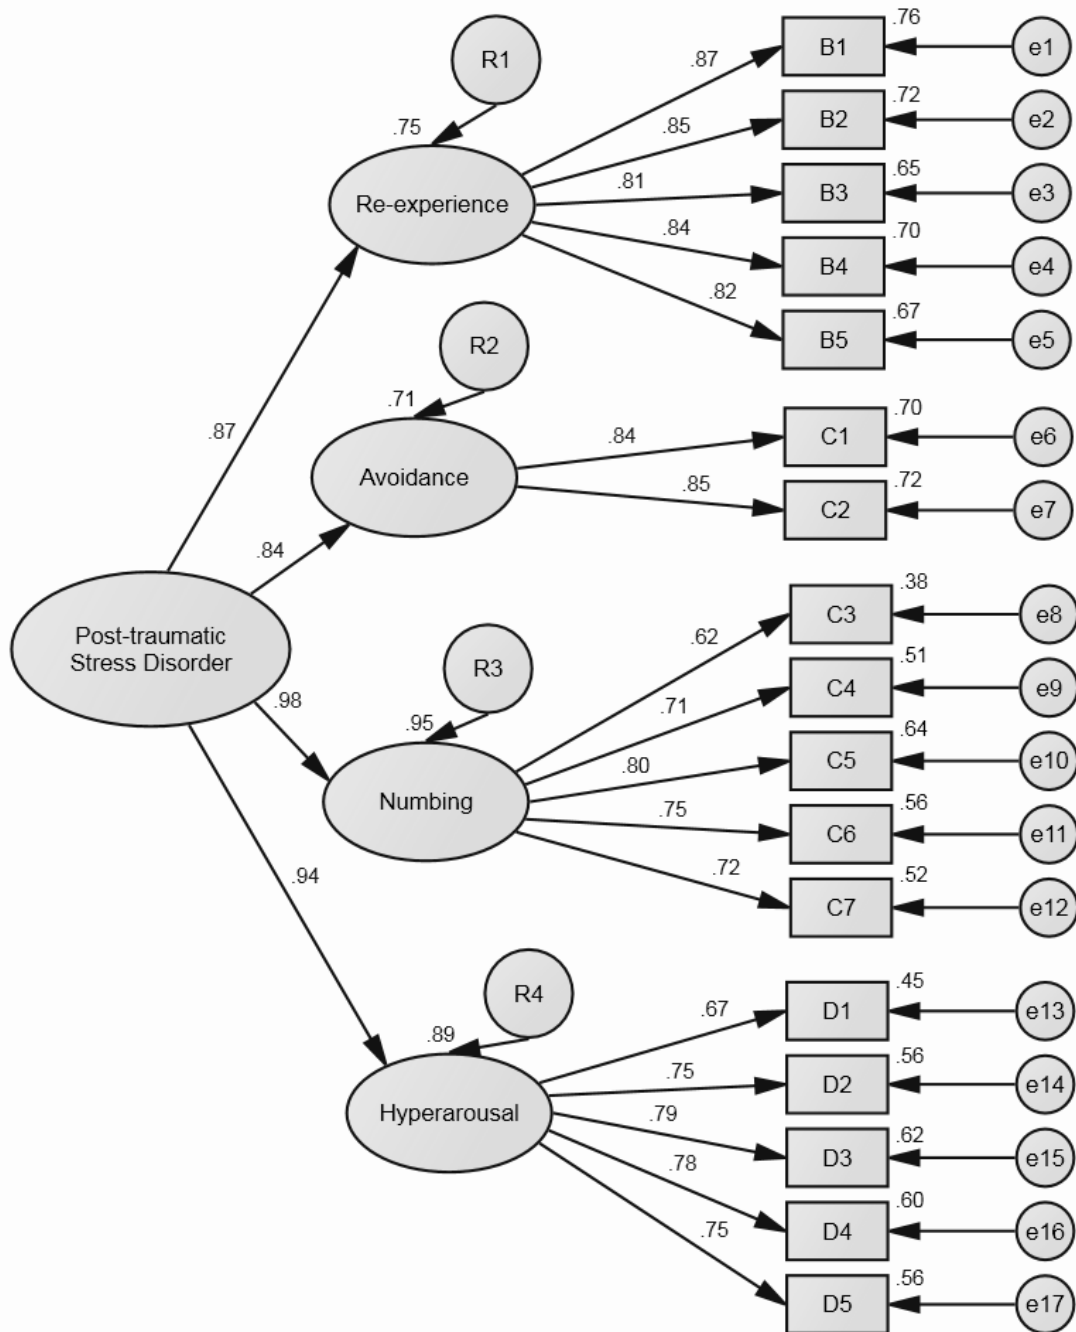 R1
.75
Re-experience
.87
.85
.81
.84
.82
B1
.76
e1
B2
.72
e2
B3
.65
e3
B4
.70
e4
B5
.67
e5
R2
.71
Avoidance
.84
.85
C1
.70
e6
C2
.72
e7
.87
.84
Post-traumatic
Stress Disorder
.98
.94
R3
.95
Numbing
.62
.71
.80
.75
.72
C3
.38
e8
C4
.51
e9
C5
.64
e10
C6
.56
e11
C7
.52
e12
R4
.89
Hyperarousal
.67
.75
.79
.78
.75
D1
.45
e13
D2
.56
e14
D3
.62
e15
D4
.60
e16
D5
.56
e17